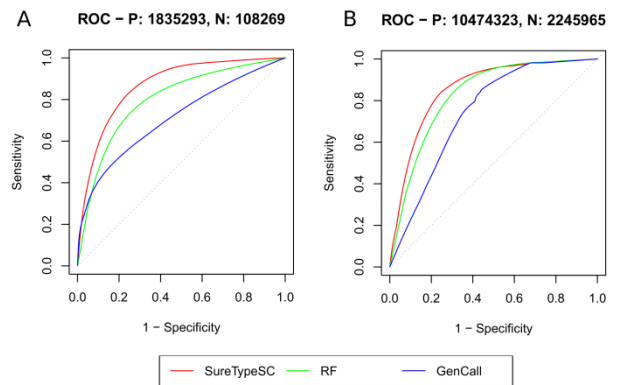 A
ROC − P: 1835293, N: 108269
Sensitivity
1.0
0.8
0.6
0.4
0.2
0.0
0.0 0.2 0.4 0.6 0.8 1.0
1 − Specificity
B
ROC − P: 10474323, N: 2245965
Sensitivity
1.0
0.8
0.6
0.4
0.2
0.0
0.0 0.2 0.4 0.6 0.8 1.0
1 − Specificity
SureTypeSC RF GenCall